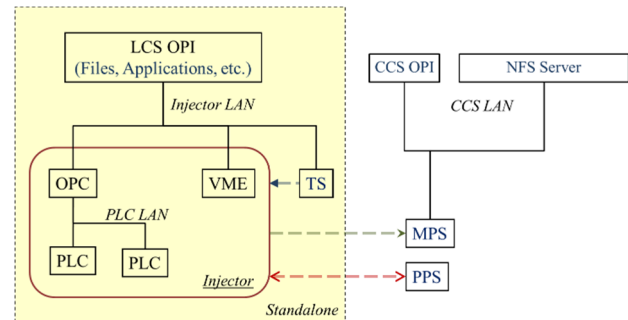 LCS OPI
(Files, Applications, etc.)
CCS OPI
NFS Server
Injector LAN
CCS LAN
OPC
VME
TS
PLC LAN
MPS
PLC
PLC
PPS
Injector
Standalone